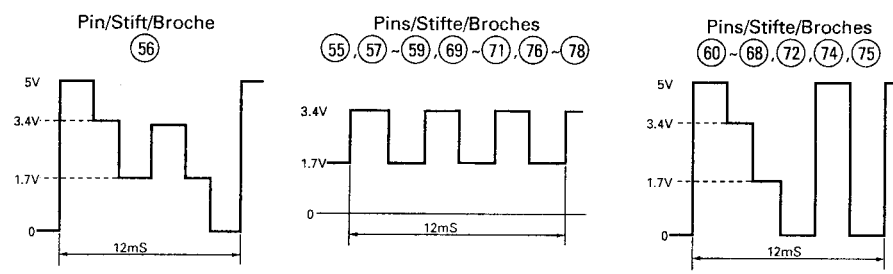 Pin/Stift/Broche
56
5V
3.4V
1.7V
0
12mS
Pins/Stifte/Broches
55, 57 ~ 59, 69 ~ 71, 76 ~ 78
3.4V
1.7V
0
12mS
Pins/Stifte/Broches
60 ~ 68, 72, 74, 75
5V
3.4V
1.7V
0
12mS